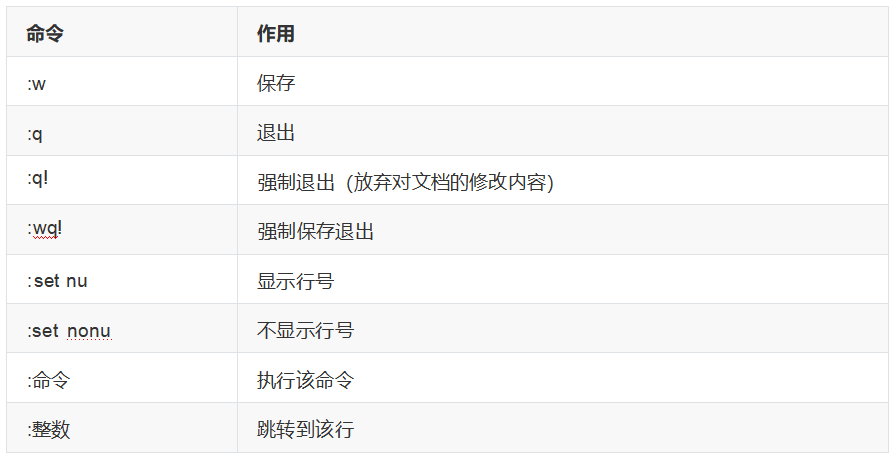 命令 作用
:w 保存
:q 退出
:q! 强制退出（放弃对文档的修改内容）
:wq! 强制保存退出
:set nu 显示行号
:set nonu 不显示行号
:命令 执行该命令
:整数 跳转到该行